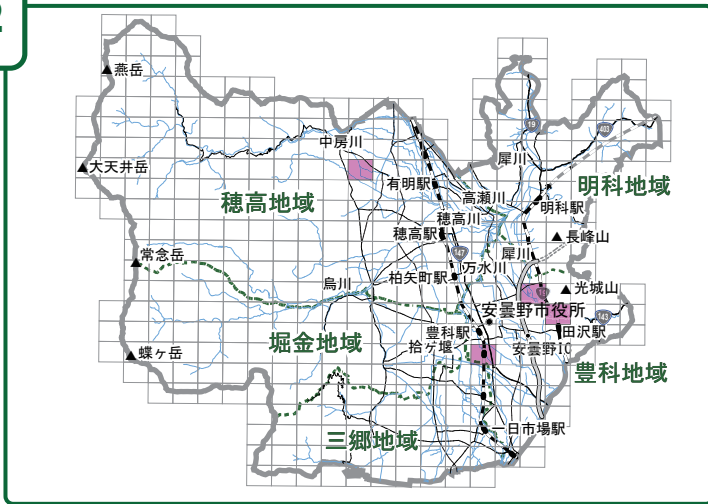 2
燕岳
19
403
中房川
犀川
大天井岳
有明駅
明科地域
高瀬川
穂高地域
明科駅
穂高川
穂高駅
長峰山
147
犀川
常念岳
万水川
柏矢町駅
烏川
光城山
19
安曇野市役所
143
豊科駅
田沢駅
堀金地域
拾ケ堰
安曇野IC
蝶ヶ岳
豊科地域
一日市場駅
三郷地域